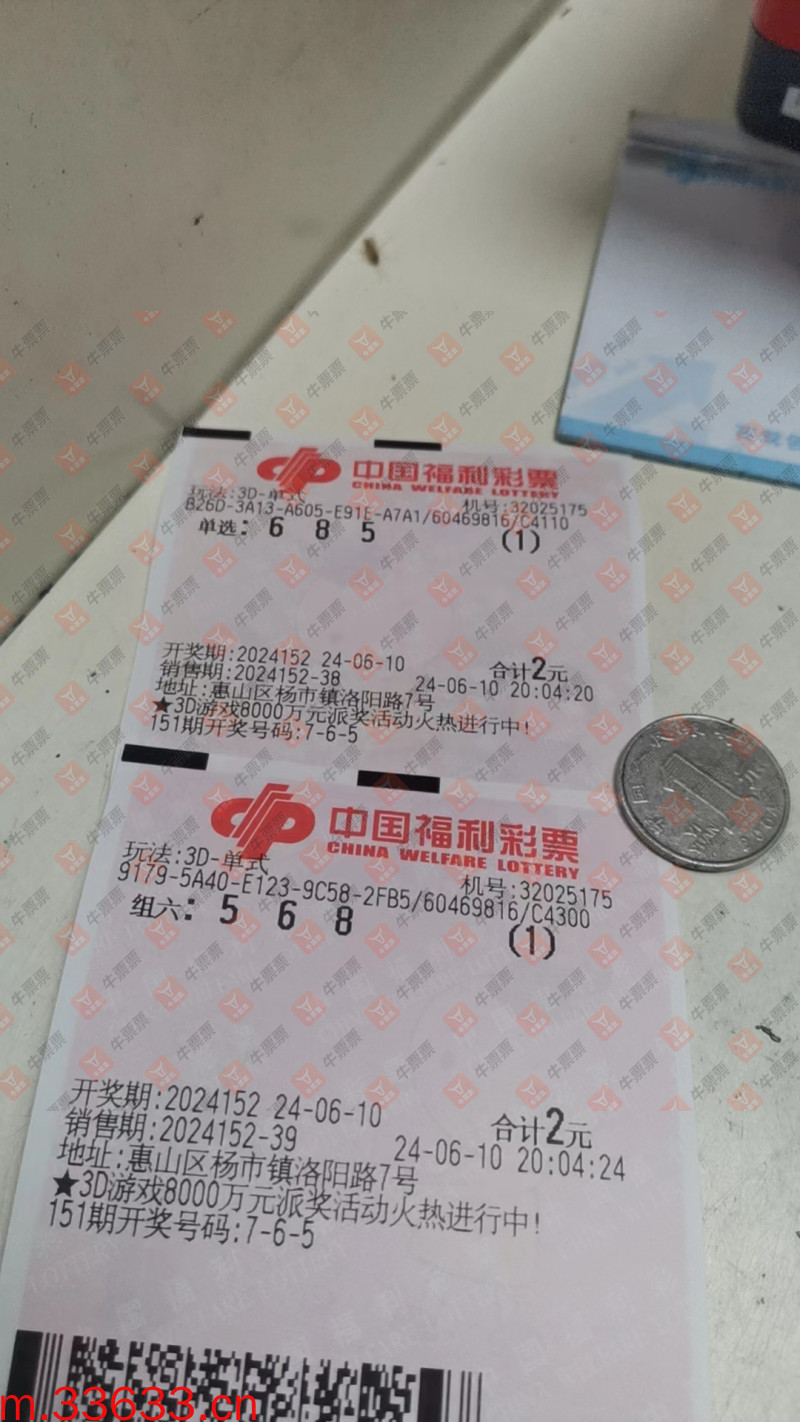 中国福利彩票
CHINA WELFARE LOTTERY
玩法:3D-单式 机号:32025175
B26D-3A13-A605-E91E-A7A1/60469816/C4110
单选: 6 8 5 (1)
开奖期:2024152 24-06-10 合计2元
销售期:2024152-38 24-06-10 20:04:20
地址:惠山区杨市镇洛阳路7号
★3D游戏8000万元派奖活动火热进行中!
151期开奖号码:7-6-5
中国福利彩票
CHINA WELFARE LOTTERY
玩法:3D-单式 机号:32025175
9179-5A40-E123-9C58-2FB5/60469816/C4300
组六: 5 6 8 (1)
开奖期:2024152 24-06-10 合计2元
销售期:2024152-39 24-06-10 20:04:24
地址:惠山区杨市镇洛阳路7号
★3D游戏8000万元派奖活动火热进行中!
151期开奖号码:7-6-5
1
YUAN
牛票票
m.33633.cn